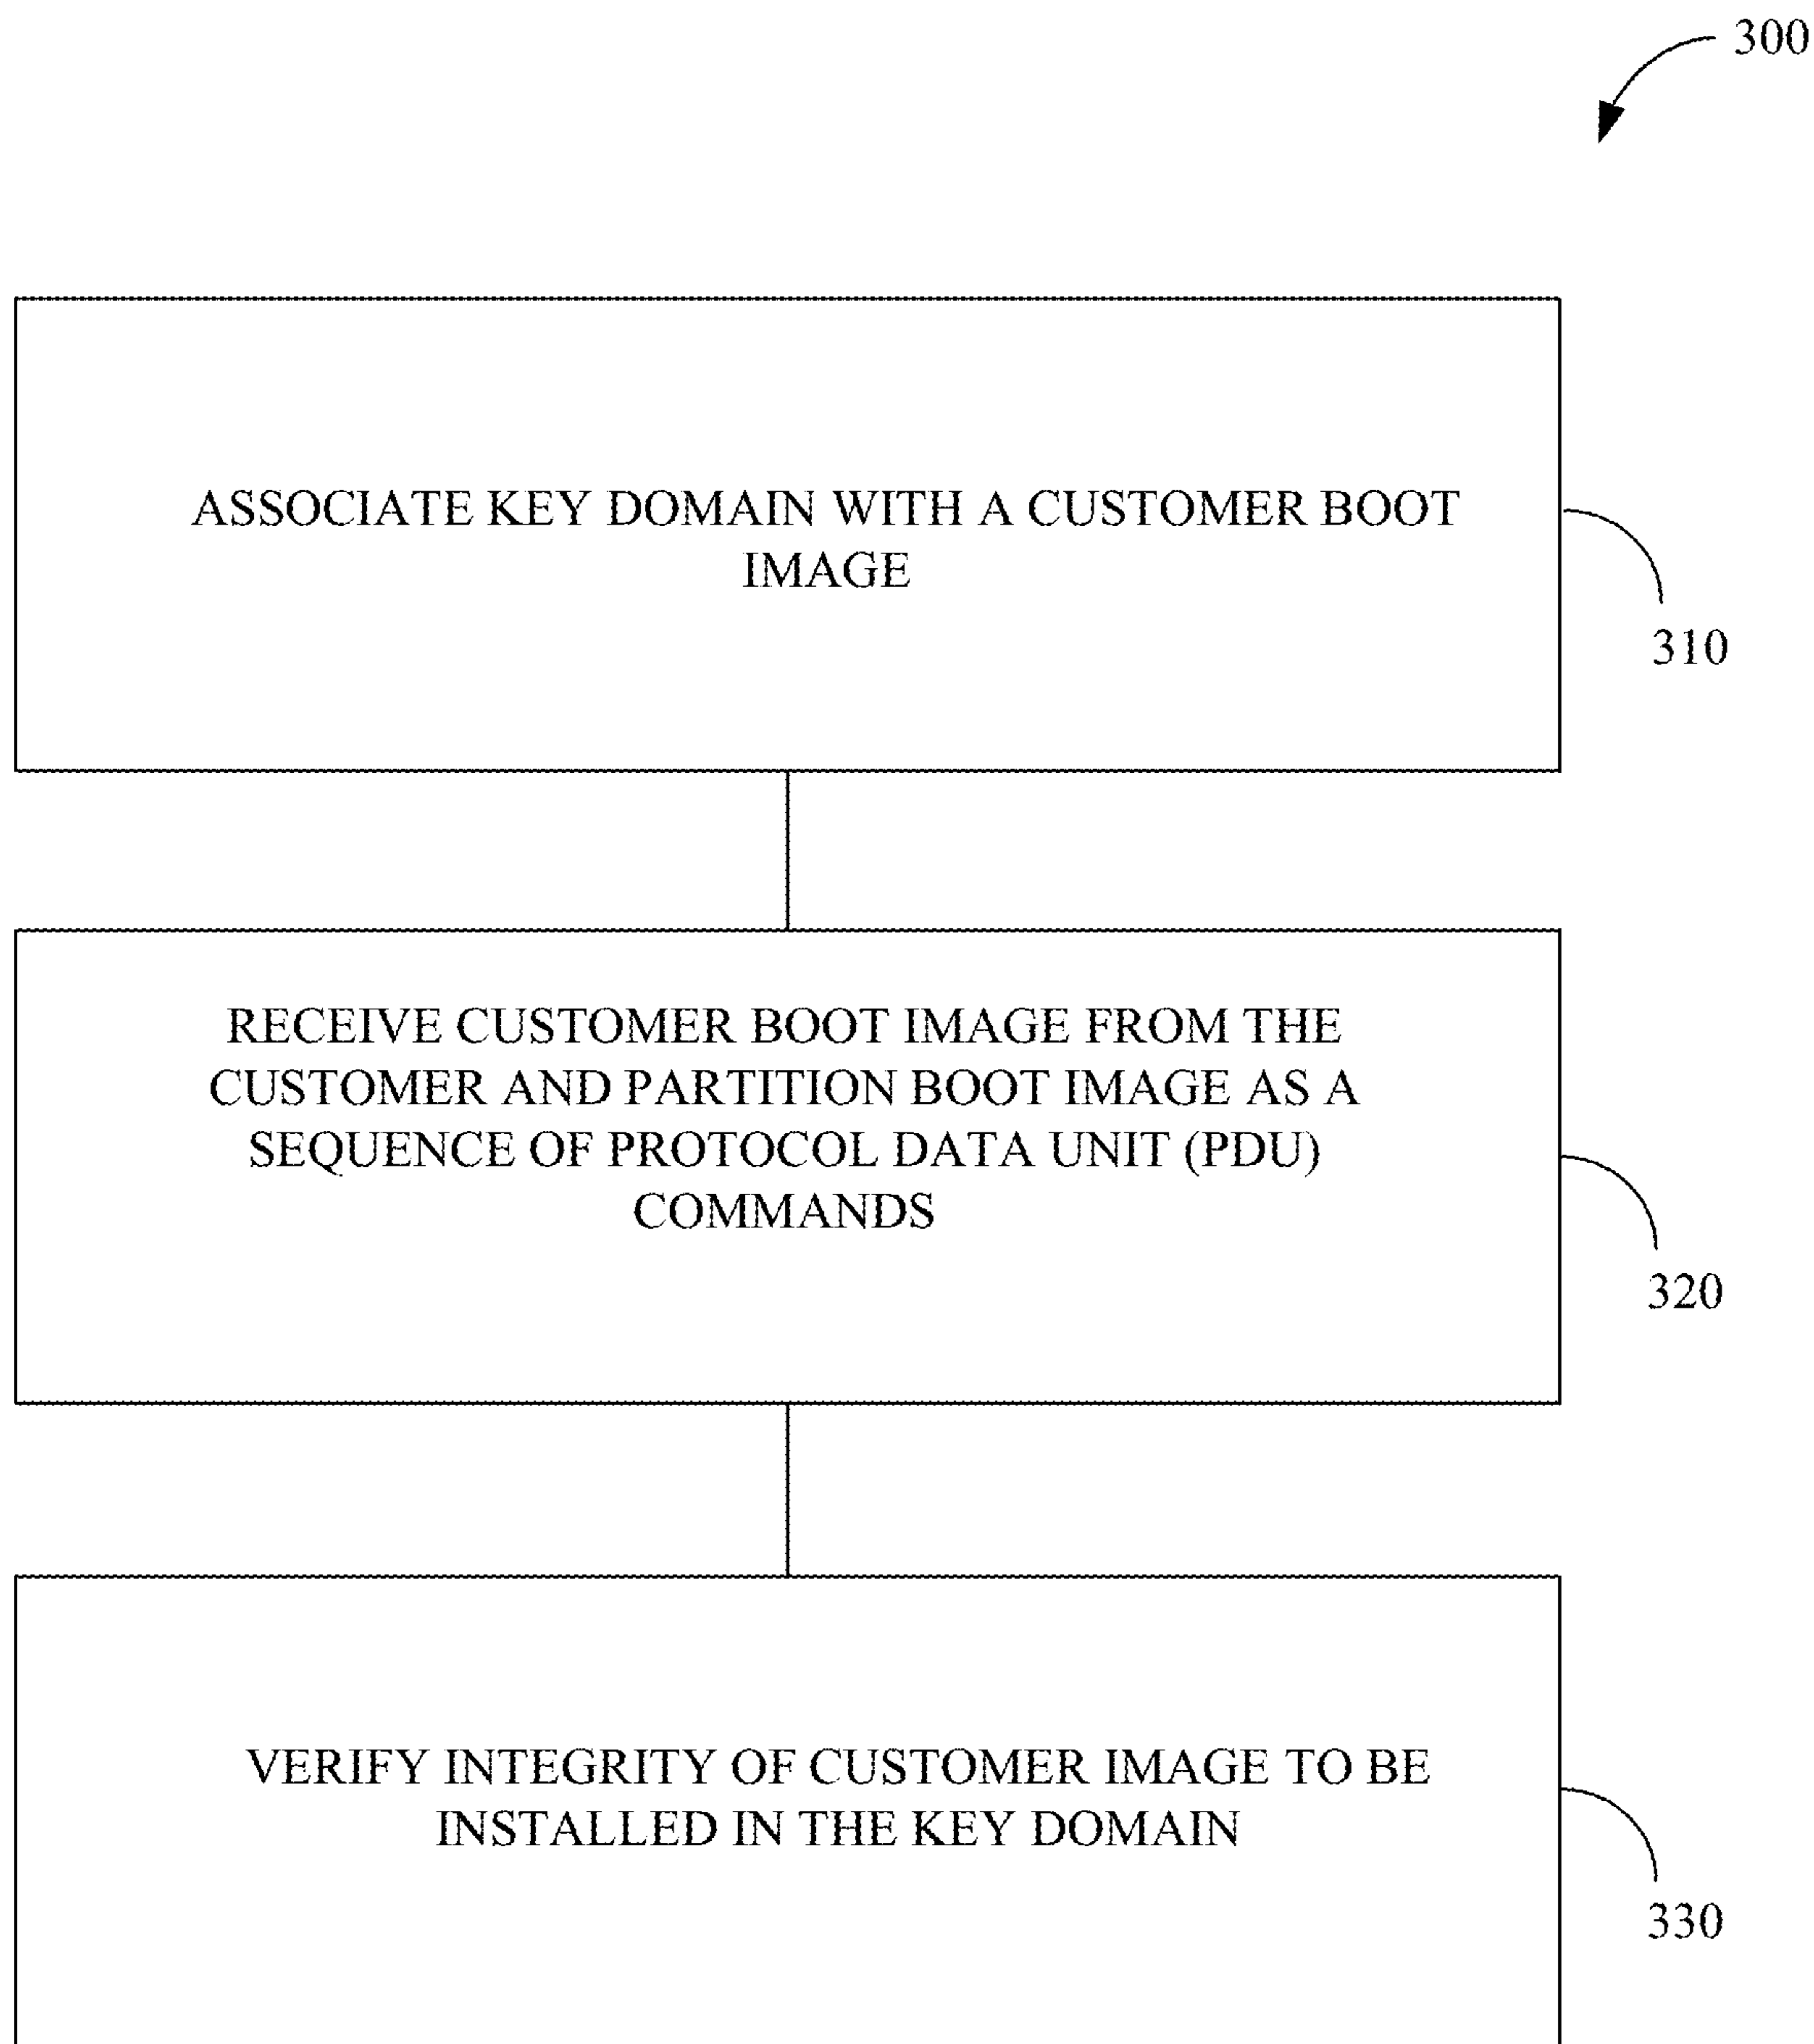 300
ASSOCIATE KEY DOMAIN WITH A CUSTOMER BOOT
IMAGE
310
RECEIVE CUSTOMER BOOT IMAGE FROM THE
CUSTOMER AND PARTITION BOOT IMAGE AS A
SEQUENCE OF PROTOCOL DATA UNIT (PDU)
COMMANDS
320
VERIFY INTEGRITY OF CUSTOMER IMAGE TO BE
INSTALLED IN THE KEY DOMAIN
330